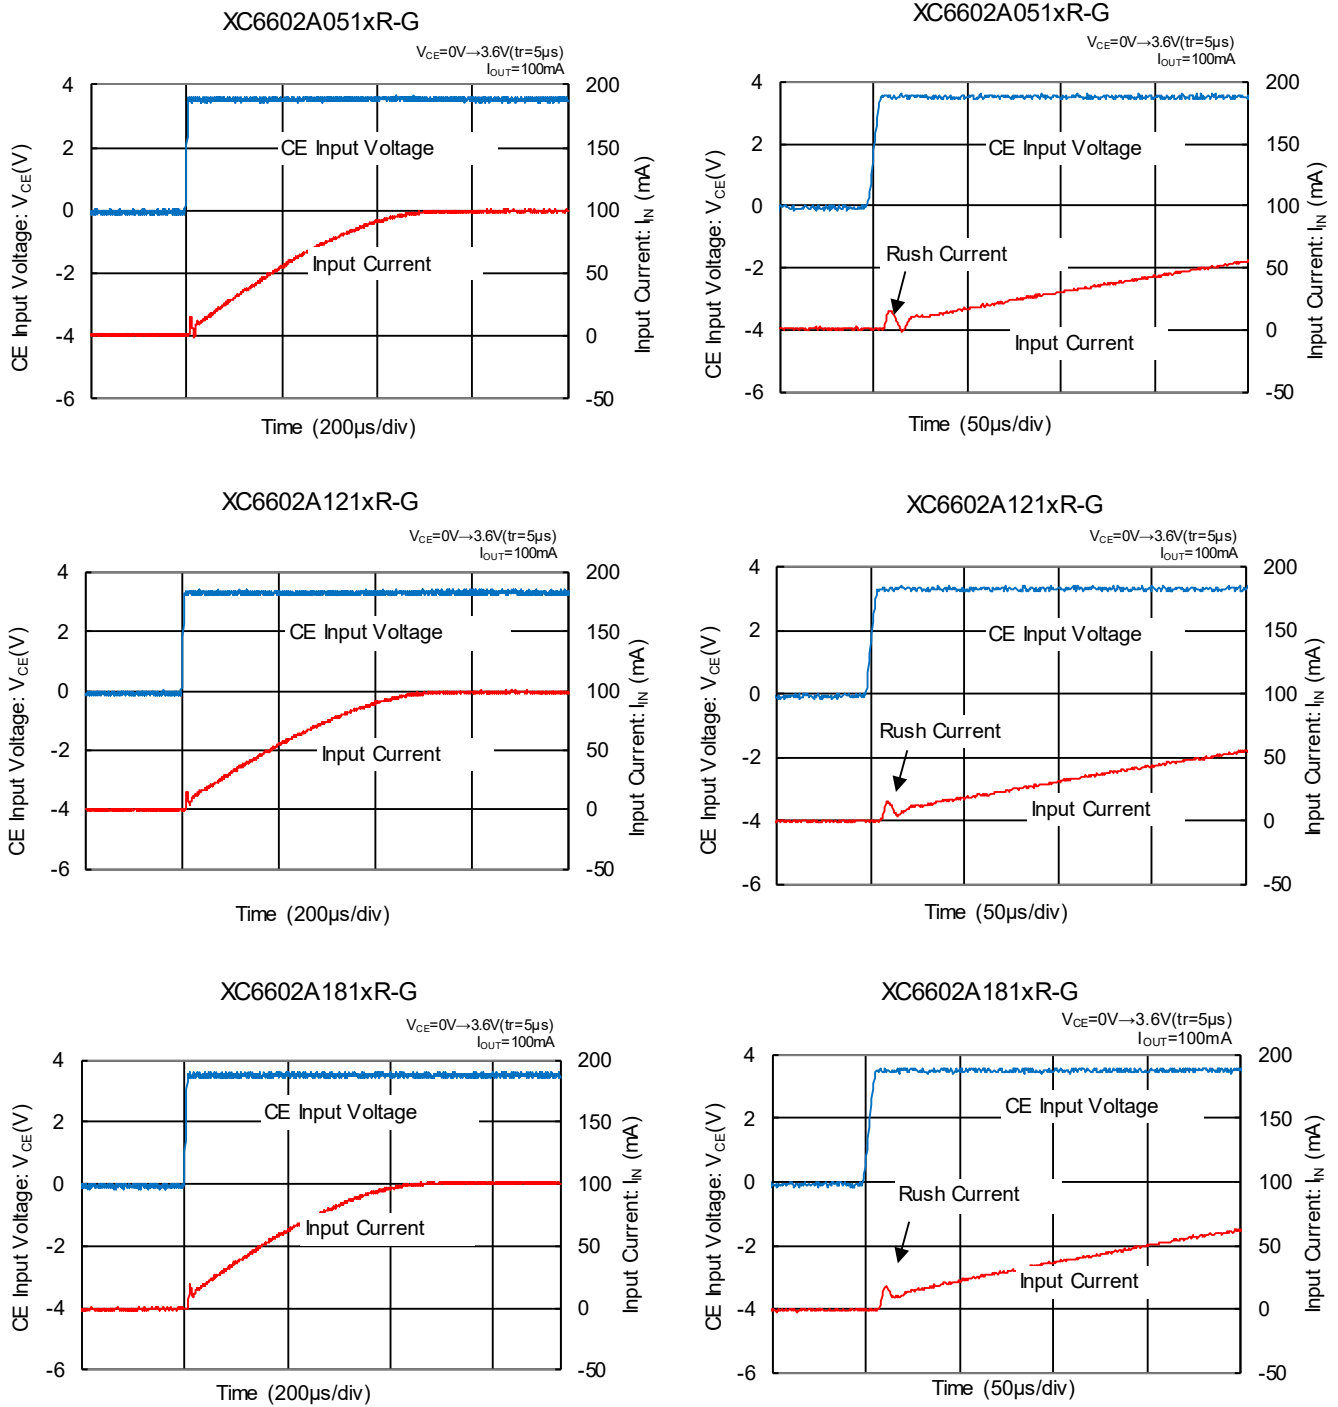 XC6602A051xR-G
VCE=0V→3.6V(tr=5μs)
IOUT=100mA
4
2
0
-2
-4
-6
200
150
100
50
0
-50
CE Input Voltage: VCE(V)
Input Current: IIN (mA)
CE Input Voltage
Input Current
Time (200μs/div)
XC6602A051xR-G
VCE=0V→3.6V(tr=5μs)
IOUT=100mA
4
2
0
-2
-4
-6
200
150
100
50
0
-50
CE Input Voltage: VCE(V)
Input Current: IIN (mA)
CE Input Voltage
Rush Current
Input Current
Time (50μs/div)
XC6602A121xR-G
VCE=0V→3.6V(tr=5μs)
IOUT=100mA
4
2
0
-2
-4
-6
200
150
100
50
0
-50
CE Input Voltage: VCE(V)
Input Current: IIN (mA)
CE Input Voltage
Input Current
Time (200μs/div)
XC6602A121xR-G
VCE=0V→3.6V(tr=5μs)
IOUT=100mA
4
2
0
-2
-4
-6
200
150
100
50
0
-50
CE Input Voltage: VCE(V)
Input Current: IIN (mA)
CE Input Voltage
Rush Current
Input Current
Time (50μs/div)
XC6602A181xR-G
VCE=0V→3.6V(tr=5μs)
IOUT=100mA
4
2
0
-2
-4
-6
200
150
100
50
0
-50
CE Input Voltage: VCE(V)
Input Current: IIN (mA)
CE Input Voltage
Input Current
Time (200μs/div)
XC6602A181xR-G
VCE=0V→3.6V(tr=5μs)
IOUT=100mA
4
2
0
-2
-4
-6
200
150
100
50
0
-50
CE Input Voltage: VCE(V)
Input Current: IIN (mA)
CE Input Voltage
Rush Current
Input Current
Time (50μs/div)